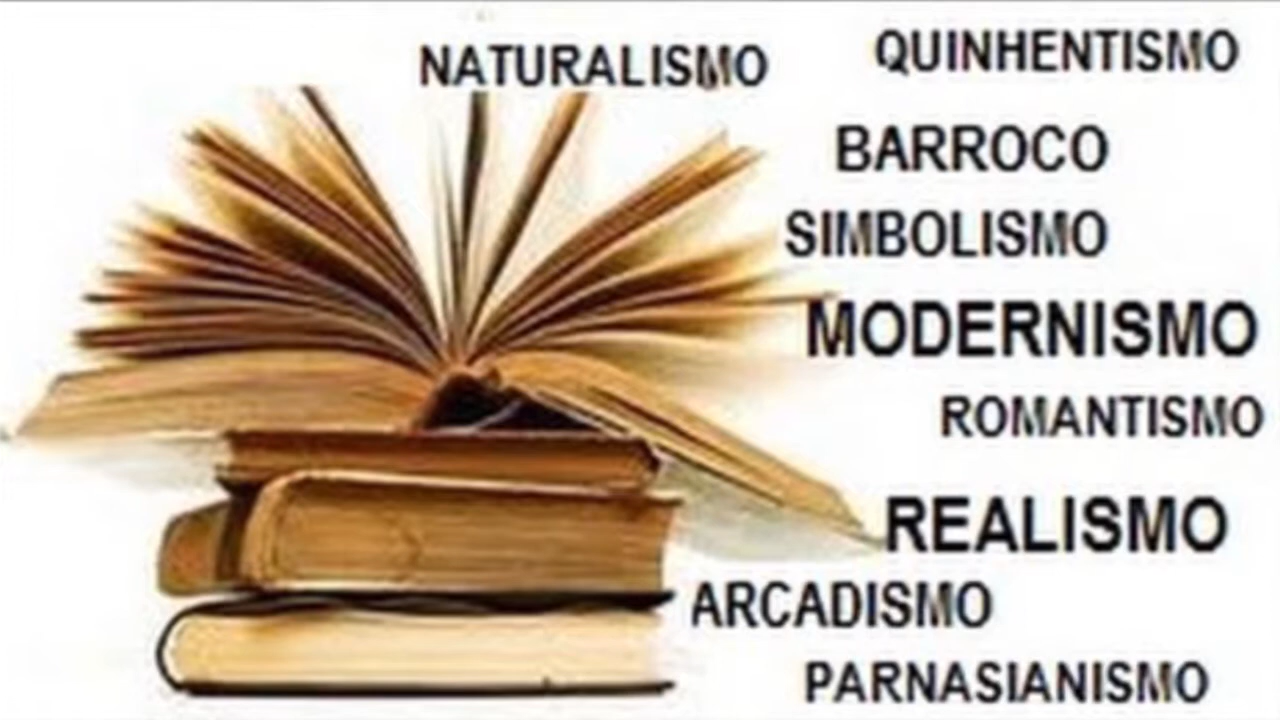 NATURALISMO
QUINHENTISMO
BARROCO
SIMBOLISMO
MODERNISMO
ROMANTISMO
REALISMO
ARCADISMO
PARNASIANISMO